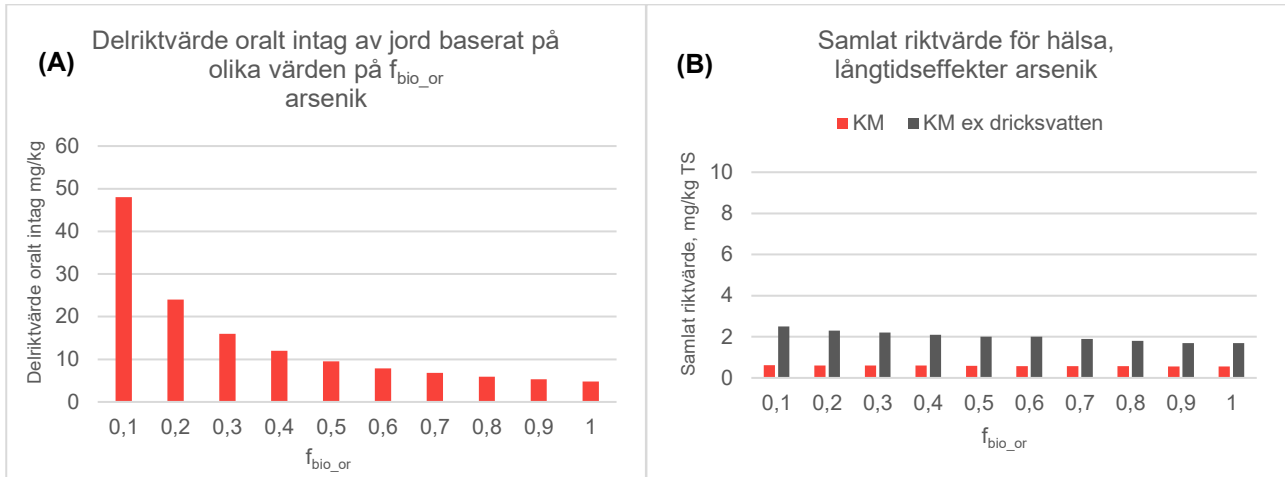 (A)
Delriktvärde oralt intag av jord baserat på
olika värden på f_bio_or
arsenik
Delriktvärde oralt intag mg/kg
60
50
40
30
20
10
0
0,1 0,2 0,3 0,4 0,5 0,6 0,7 0,8 0,9 1
f_bio_or
(B)
Samlat riktvärde för hälsa,
långtidseffekter arsenik
KM KM ex dricksvatten
Samlat riktvärde, mg/kg TS
10
8
6
4
2
0
0,1 0,2 0,3 0,4 0,5 0,6 0,7 0,8 0,9 1
f_bio_or